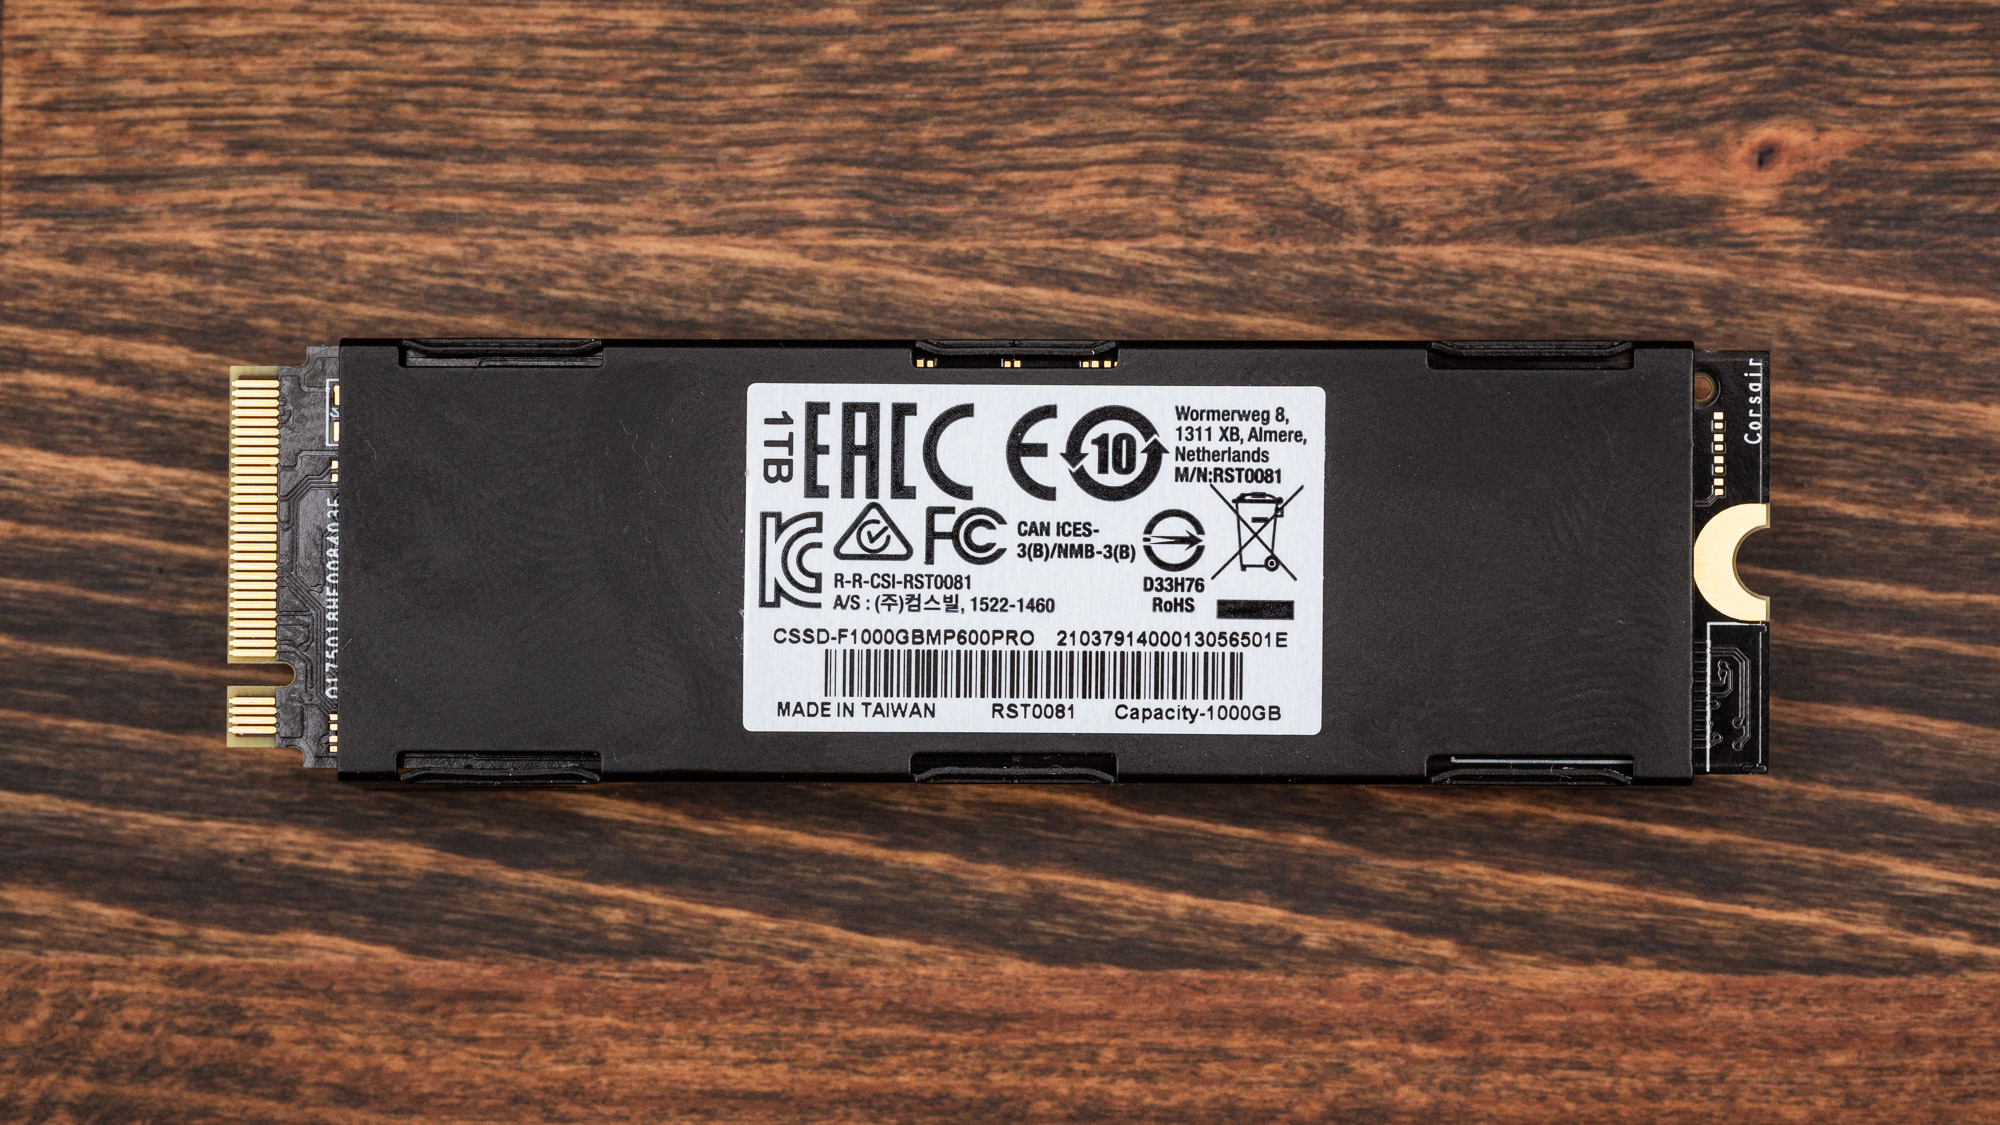 1TB
EAC CE 10
Wormerweg 8,
1311 XB, Almere,
Netherlands
M/N:RST0081
KC FC
CAN ICES-
3(B)/NMB-3(B)
R-R-CSI-RST0081
A/S : (주)컴스빌, 1522-1460
D33H76
RoHS
CSSD-F1000GBMP600PRO 2103791400013056501E
MADE IN TAIWAN RST0081 Capacity-1000GB
Corsair